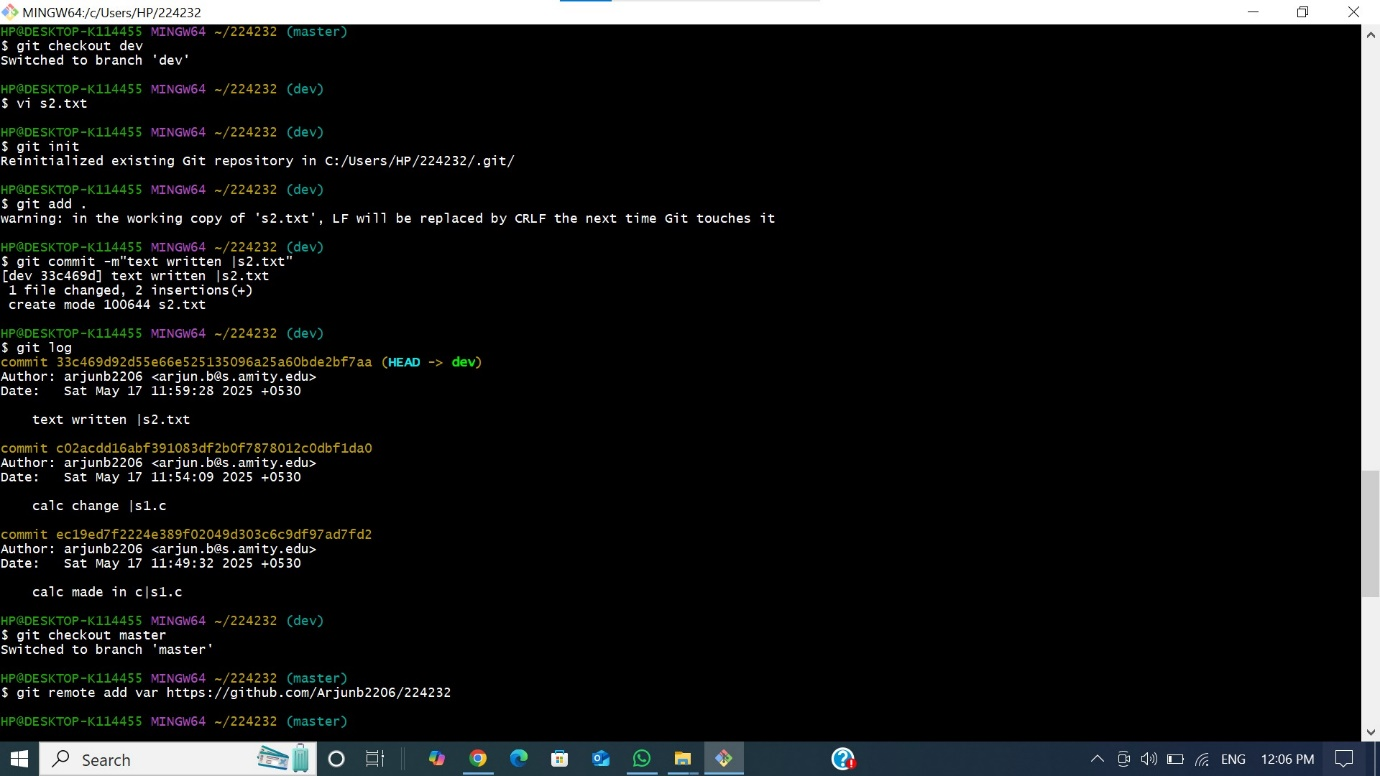 MINGW64:/c/Users/HP/224232
HP@DESKTOP-K114455 MINGW64 ~/224232 (master)
$ git checkout dev
Switched to branch 'dev'
HP@DESKTOP-K114455 MINGW64 ~/224232 (dev)
$ vi s2.txt
HP@DESKTOP-K114455 MINGW64 ~/224232 (dev)
$ git init
Reinitialized existing Git repository in C:/Users/HP/224232/.git/
HP@DESKTOP-K114455 MINGW64 ~/224232 (dev)
$ git add .
warning: in the working copy of 's2.txt', LF will be replaced by CRLF the next time Git touches it
HP@DESKTOP-K114455 MINGW64 ~/224232 (dev)
$ git commit -m"text written |s2.txt"
[dev 33c469d] text written |s2.txt
 1 file changed, 2 insertions(+)
 create mode 100644 s2.txt
HP@DESKTOP-K114455 MINGW64 ~/224232 (dev)
$ git log
commit 33c469d92d55e66e525135096a25a60bde2bf7aa (HEAD -> dev)
Author: arjunb2206 <arjun.b@s.amity.edu>
Date:   Sat May 17 11:59:28 2025 +0530
    text written |s2.txt
commit c02acdd16abf391083df2b0f7878012c0dbf1da0
Author: arjunb2206 <arjun.b@s.amity.edu>
Date:   Sat May 17 11:54:09 2025 +0530
    calc change |s1.c
commit ec19ed7f2224e389f02049d303c6c9df97ad7fd2
Author: arjunb2206 <arjun.b@s.amity.edu>
Date:   Sat May 17 11:49:32 2025 +0530
    calc made in c|s1.c
HP@DESKTOP-K114455 MINGW64 ~/224232 (dev)
$ git checkout master
Switched to branch 'master'
HP@DESKTOP-K114455 MINGW64 ~/224232 (master)
$ git remote add var https://github.com/Arjunb2206/224232
HP@DESKTOP-K114455 MINGW64 ~/224232 (master)
Search
ENG
12:06 PM